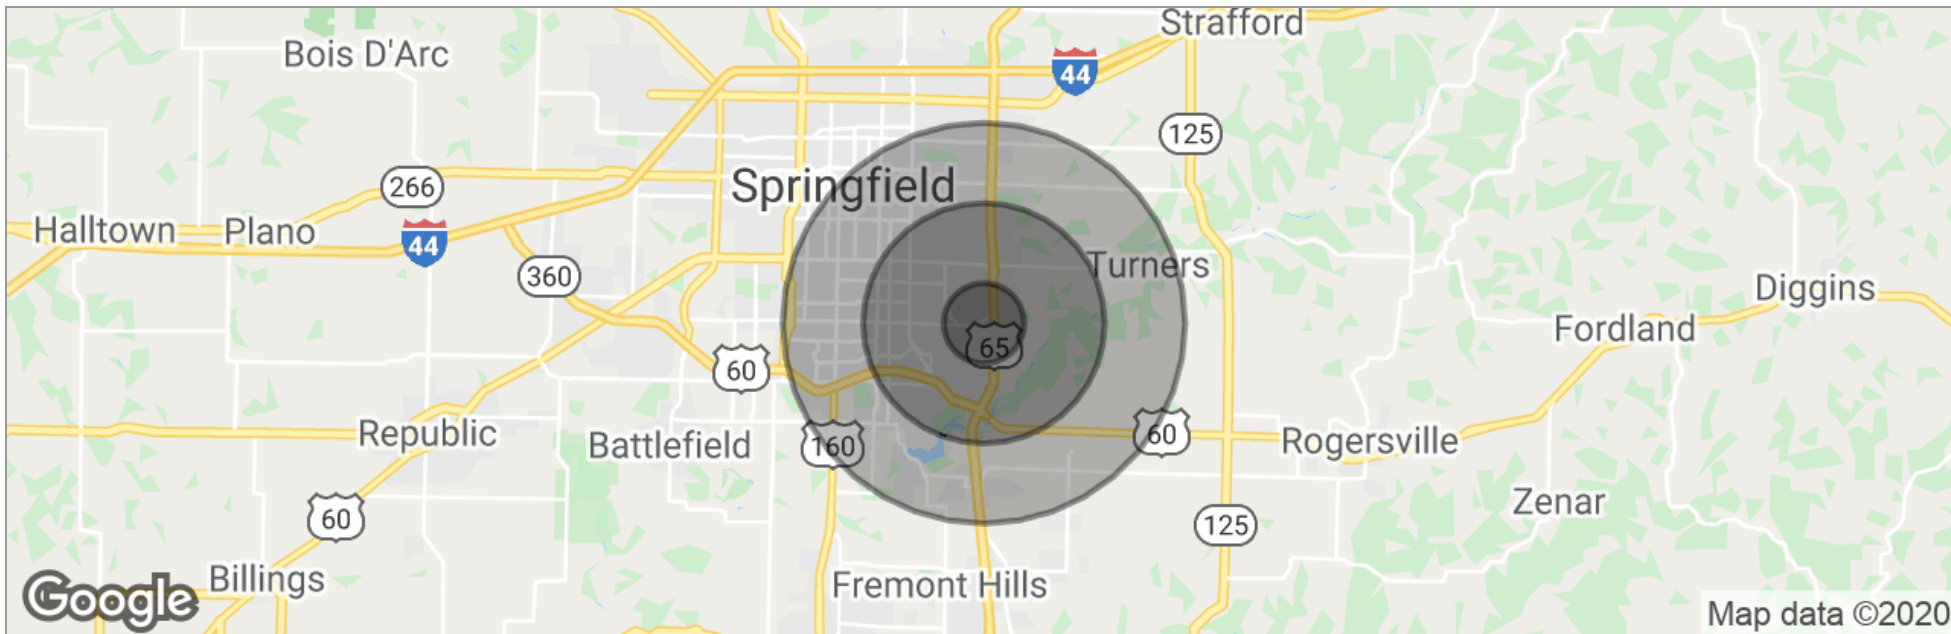 Strafford
Bois D'Arc
44
125
266
Springfield
Halltown
Plano
44
360
Turners
Diggins
Fordland
65
60
Republic
Battlefield
160
60
Rogersville
Zenar
60
125
Billings
Fremont Hills
Google
Map data ©2020